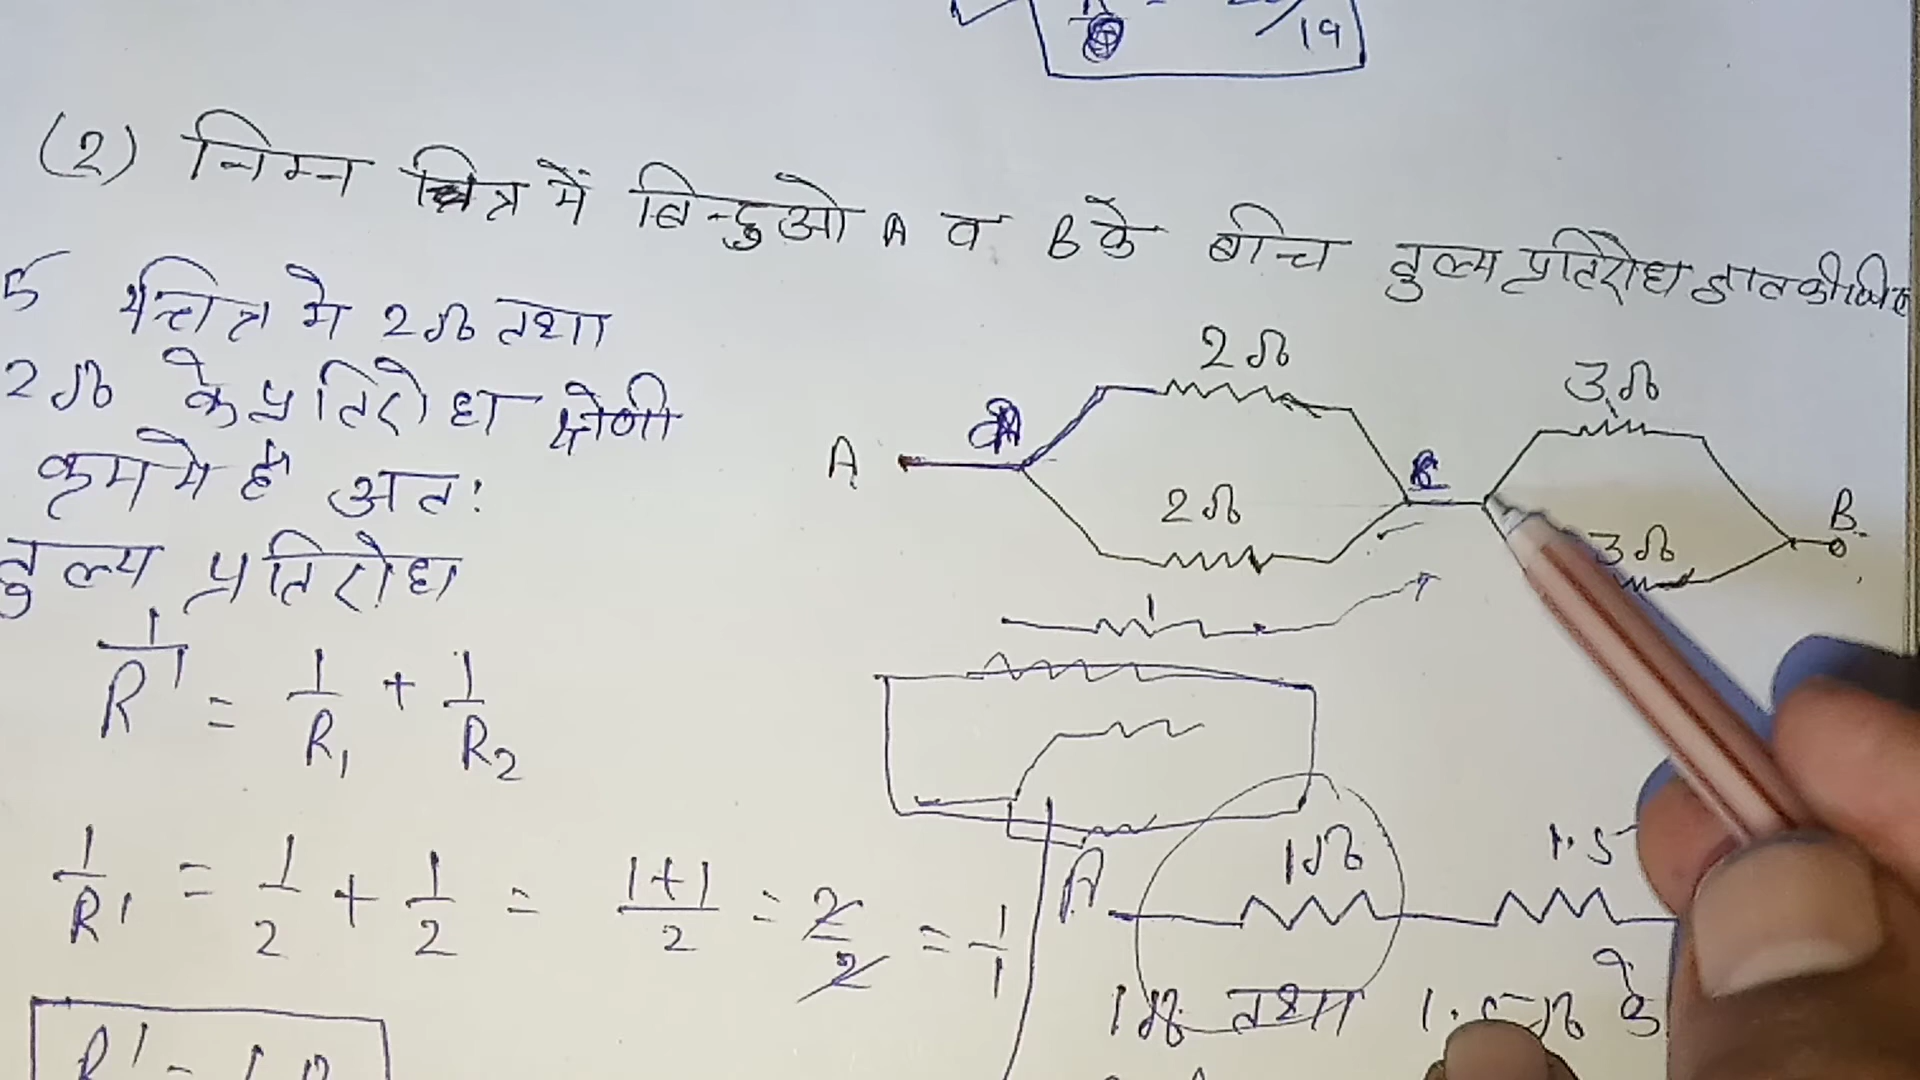 /19
(2) निम्न चित्र में बिन्दुओ A व B के बीच तुल्य प्रतिरोध ज्ञात कीजिए
चित्र मे 2Ω तथा
2Ω के प्रतिरोध श्रेणी
क्रम मे है अतः
तुल्य प्रतिरोध
1/R' = 1/R₁ + 1/R₂
1/R' = 1/2 + 1/2 = 1+1/2 = 2/2 = 1/1
R' = 1Ω
2Ω
3Ω
A
B
2Ω
3Ω
1
A 1Ω 1.5
1Ω तथा 1.5Ω के